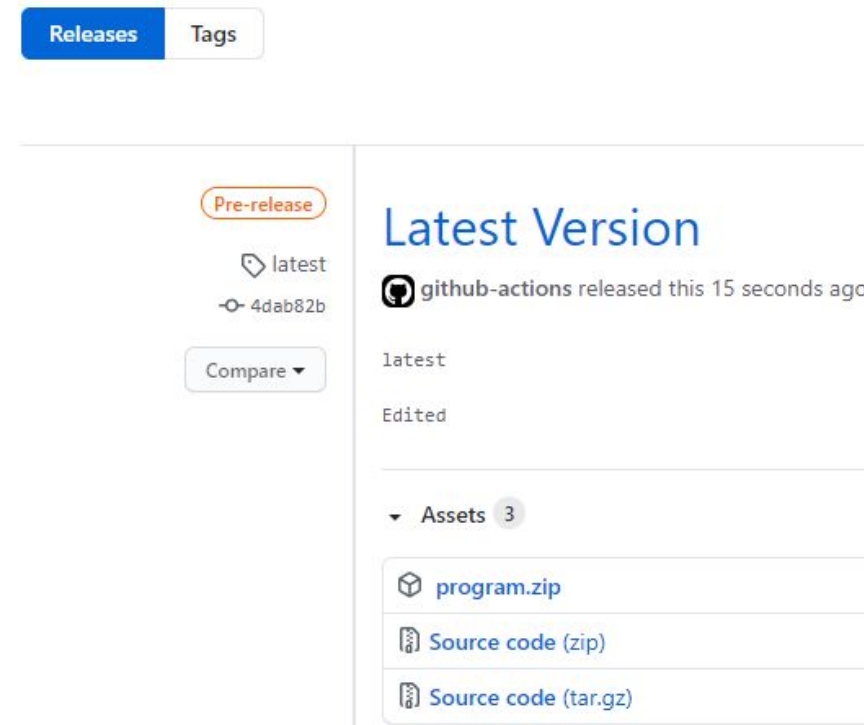 Releases Tags
Pre-release
latest
4dab82b
Compare
Latest Version
github-actions released this 15 seconds ago
latest
Edited
Assets 3
program.zip
Source code (zip)
Source code (tar.gz)